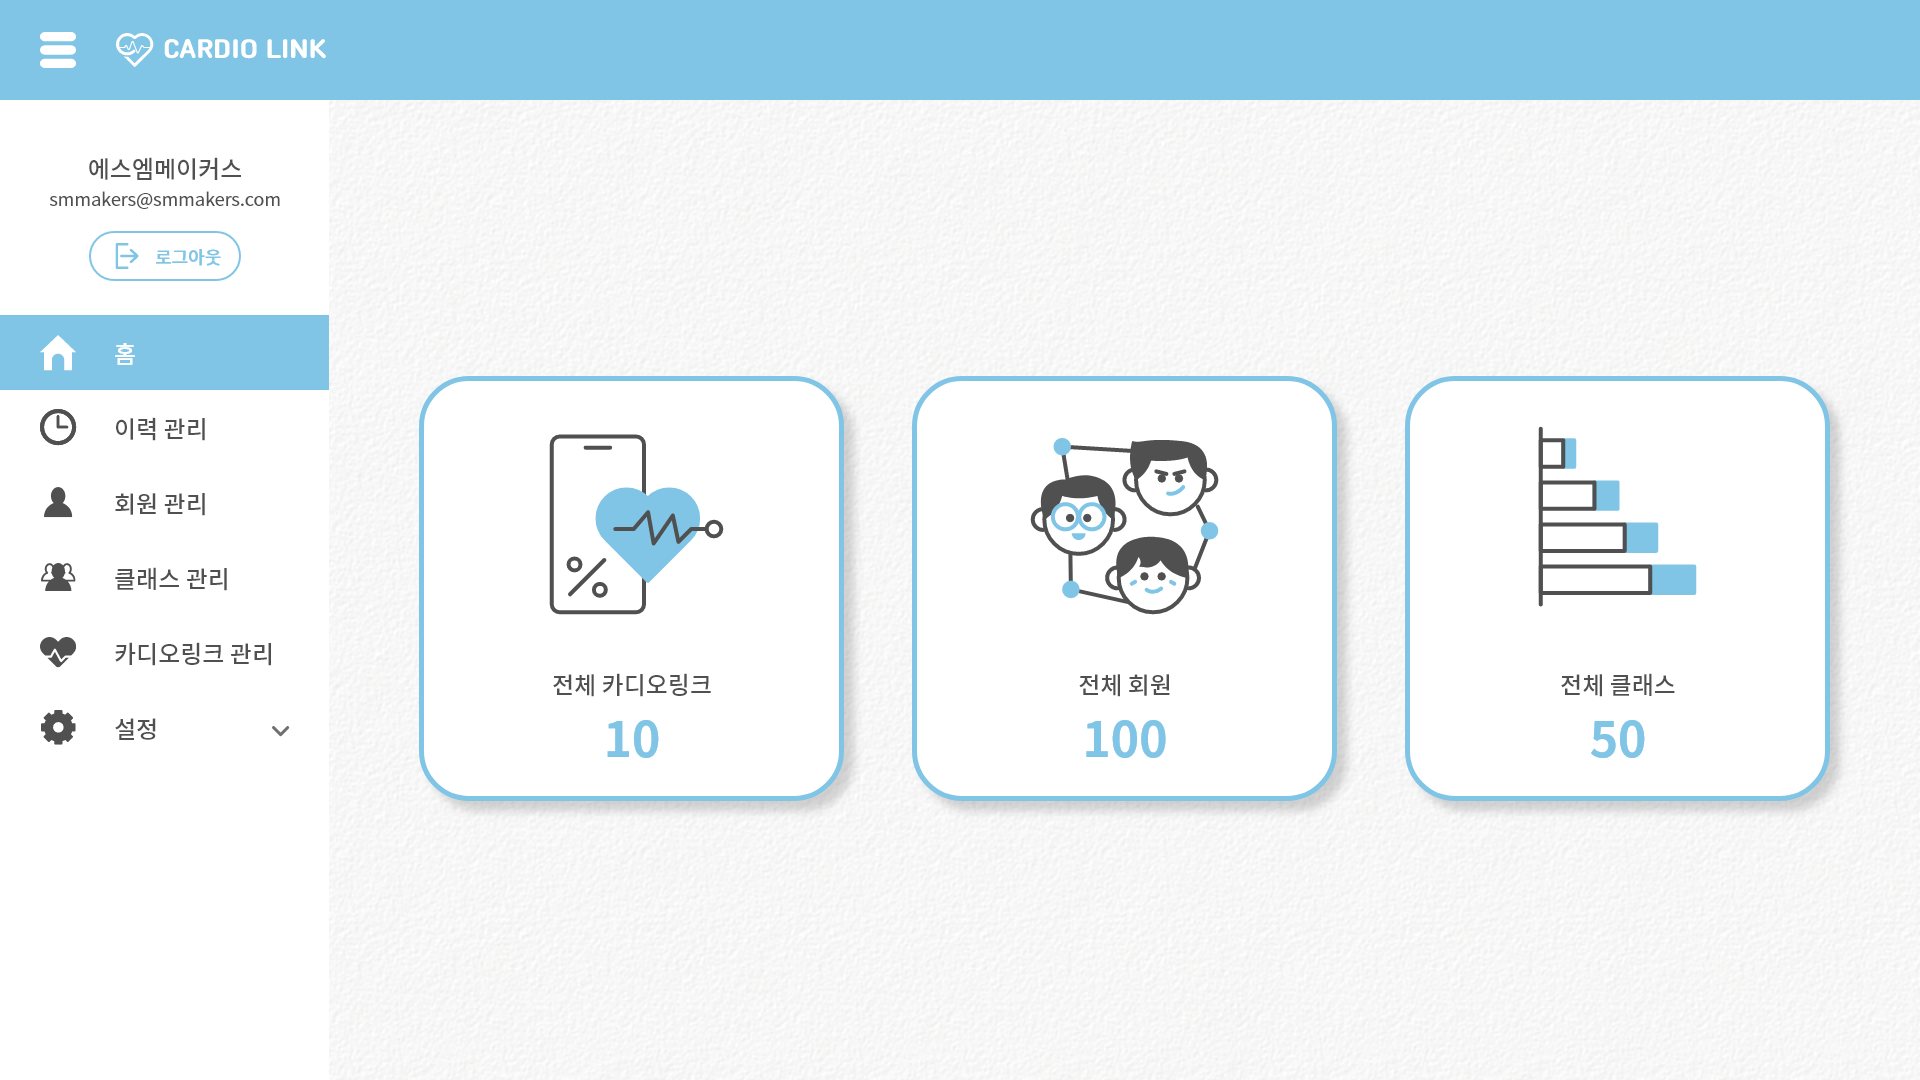 CARDIO LINK
에스엠메이커스
smmakers@smmakers.com
로그아웃
홈
이력 관리
회원 관리
클래스 관리
카디오링크 관리
설정
전체 카디오링크
10
전체 회원
100
전체 클래스
50